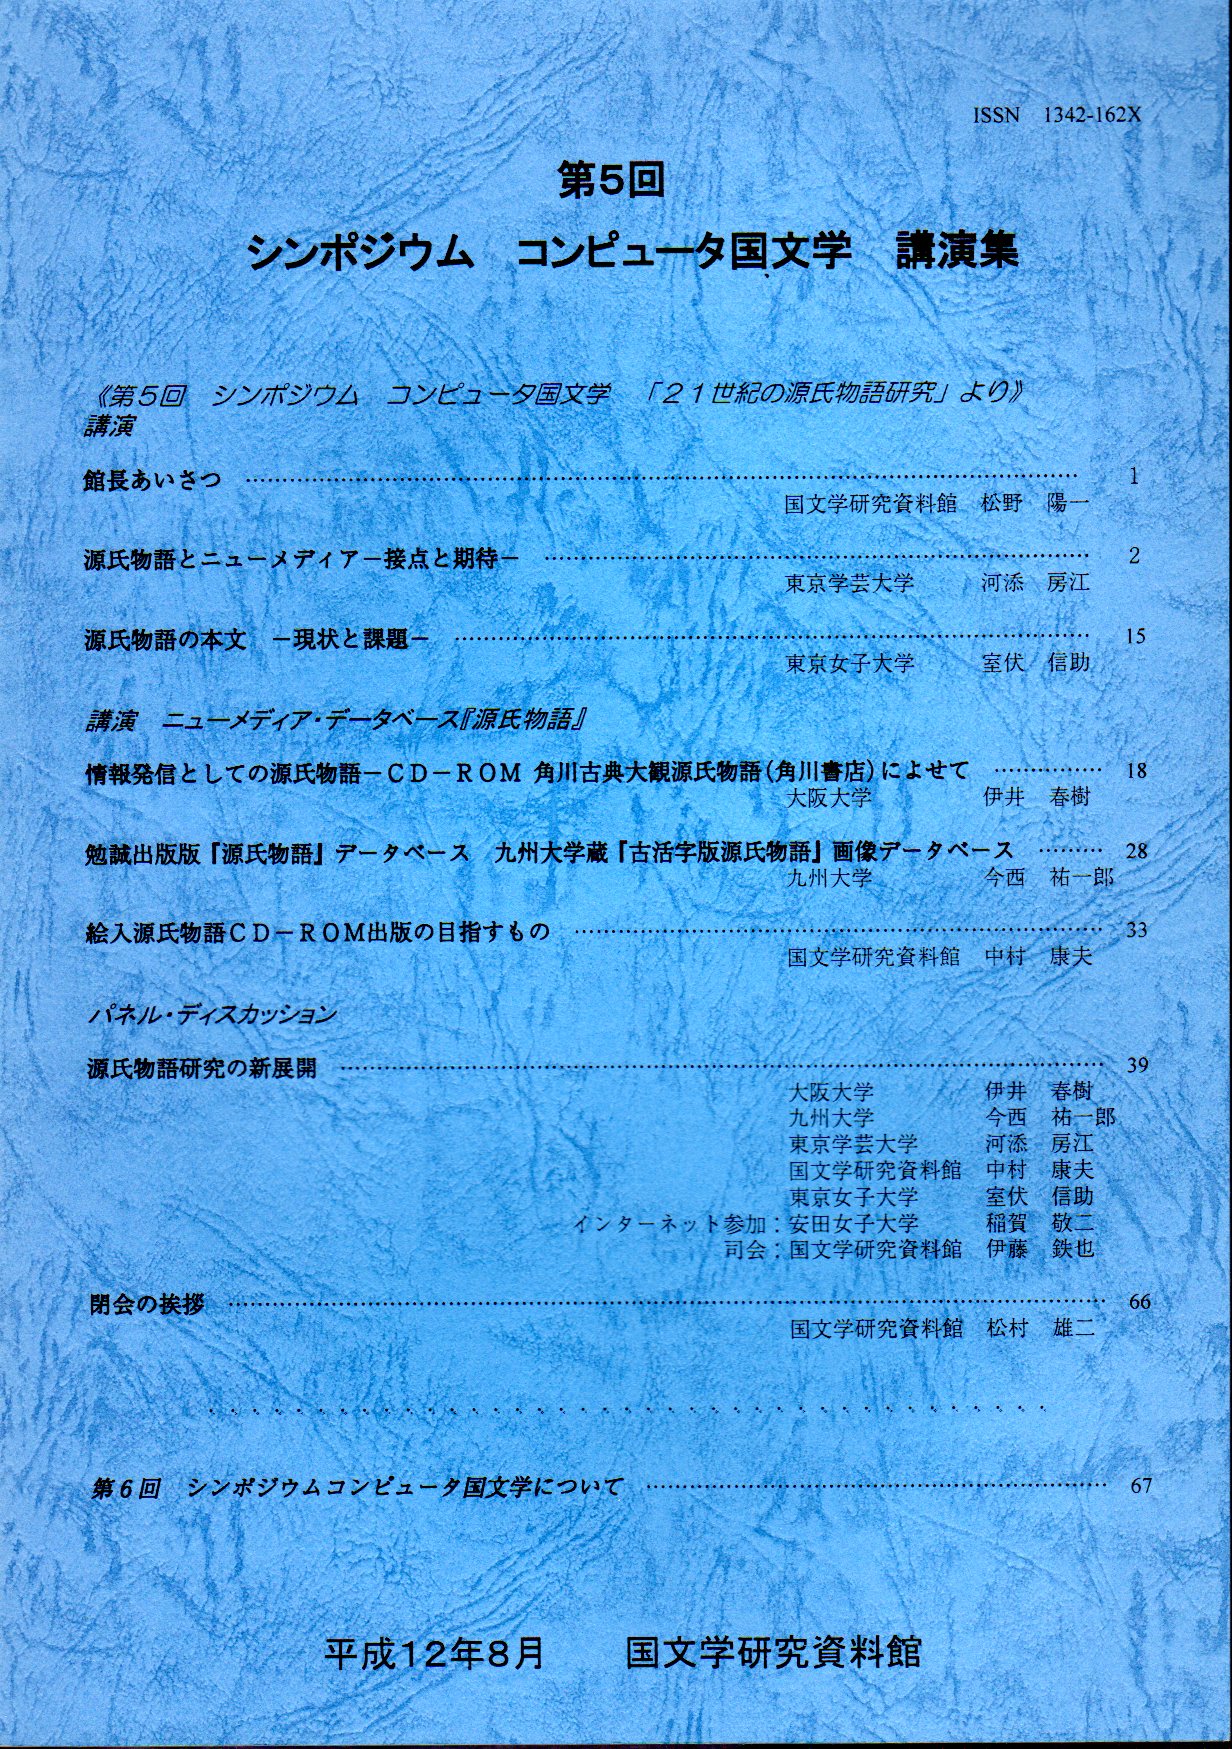 ISSN　1342-162X
第5回
シンポジウム　コンピュータ国文学　講演集
《第5回　シンポジウム　コンピュータ国文学　「２１世紀の源氏物語研究」より》
講演
館長あいさつ ………………………………………… 1
国文学研究資料館　松野　陽一
源氏物語とニューメディア－接点と期待－ ………………………………………… 2
東京学芸大学　河添　房江
源氏物語の本文　－現状と課題－ ………………………………………… 15
東京女子大学　室伏　信助
講演　ニューメディア・データベース『源氏物語』
情報発信としての源氏物語－ＣＤ－ＲＯＭ 角川古典大観源氏物語（角川書店）によせて …………… 18
大阪大学　伊井　春樹
勉誠出版版『源氏物語』データベース　九州大学蔵『古活字版源氏物語』画像データベース ……… 28
九州大学　今西　祐一郎
絵入源氏物語ＣＤ－ＲＯＭ出版の目指すもの ………………………………………… 33
国文学研究資料館　中村　康夫
パネル・ディスカッション
源氏物語研究の新展開 ………………………………………… 39
大阪大学　伊井　春樹
九州大学　今西　祐一郎
東京学芸大学　河添　房江
国文学研究資料館　中村　康夫
東京女子大学　室伏　信助
インターネット参加：安田女子大学　稲賀　敬二
司会：国文学研究資料館　伊藤　鉄也
閉会の挨拶 ………………………………………… 66
国文学研究資料館　松村　雄二
第６回　シンポジウムコンピュータ国文学について ………………………………………… 67
平成12年8月　国文学研究資料館